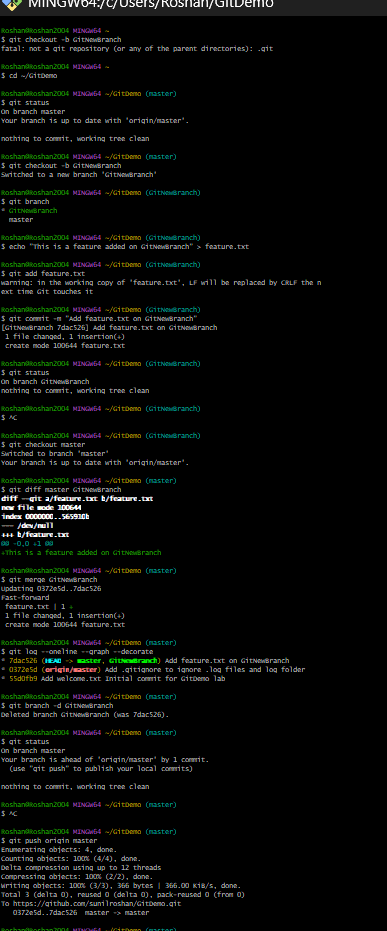 MINGW64:/c/Users/Roshan/GitDemo
Roshan@Roshan2004 MINGW64 ~
$ git checkout -b GitNewBranch
fatal: not a git repository (or any of the parent directories): .git
Roshan@Roshan2004 MINGW64 ~
$ cd ~/GitDemo
Roshan@Roshan2004 MINGW64 ~/GitDemo (master)
$ git status
On branch master
Your branch is up to date with 'origin/master'.
nothing to commit, working tree clean
Roshan@Roshan2004 MINGW64 ~/GitDemo (master)
$ git checkout -b GitNewBranch
Switched to a new branch 'GitNewBranch'
Roshan@Roshan2004 MINGW64 ~/GitDemo (GitNewBranch)
$ git branch
* GitNewBranch
  master
Roshan@Roshan2004 MINGW64 ~/GitDemo (GitNewBranch)
$ echo "This is a feature added on GitNewBranch" > feature.txt
Roshan@Roshan2004 MINGW64 ~/GitDemo (GitNewBranch)
$ git add feature.txt
warning: in the working copy of 'feature.txt', LF will be replaced by CRLF the n
ext time Git touches it
Roshan@Roshan2004 MINGW64 ~/GitDemo (GitNewBranch)
$ git commit -m "Add feature.txt on GitNewBranch"
[GitNewBranch 7dac526] Add feature.txt on GitNewBranch
 1 file changed, 1 insertion(+)
 create mode 100644 feature.txt
Roshan@Roshan2004 MINGW64 ~/GitDemo (GitNewBranch)
$ git status
On branch GitNewBranch
nothing to commit, working tree clean
Roshan@Roshan2004 MINGW64 ~/GitDemo (GitNewBranch)
$ ^C
Roshan@Roshan2004 MINGW64 ~/GitDemo (GitNewBranch)
$ git checkout master
Switched to branch 'master'
Your branch is up to date with 'origin/master'.
Roshan@Roshan2004 MINGW64 ~/GitDemo (master)
$ git diff master GitNewBranch
diff --git a/feature.txt b/feature.txt
new file mode 100644
index 0000000..565910b
--- /dev/null
+++ b/feature.txt
@@ -0,0 +1 @@
+This is a feature added on GitNewBranch
Roshan@Roshan2004 MINGW64 ~/GitDemo (master)
$ git merge GitNewBranch
Updating 0372e5d..7dac526
Fast-forward
 feature.txt | 1 +
 1 file changed, 1 insertion(+)
 create mode 100644 feature.txt
Roshan@Roshan2004 MINGW64 ~/GitDemo (master)
$ git log --oneline --graph --decorate
* 7dac526 (HEAD -> master, GitNewBranch) Add feature.txt on GitNewBranch
* 0372e5d (origin/master) Add .gitignore to ignore .log files and log folder
* 55d0fb9 Add welcome.txt Initial commit for GitDemo lab
Roshan@Roshan2004 MINGW64 ~/GitDemo (master)
$ git branch -d GitNewBranch
Deleted branch GitNewBranch (was 7dac526).
Roshan@Roshan2004 MINGW64 ~/GitDemo (master)
$ git status
On branch master
Your branch is ahead of 'origin/master' by 1 commit.
  (use "git push" to publish your local commits)
nothing to commit, working tree clean
Roshan@Roshan2004 MINGW64 ~/GitDemo (master)
$ ^C
Roshan@Roshan2004 MINGW64 ~/GitDemo (master)
$ git push origin master
Enumerating objects: 4, done.
Counting objects: 100% (4/4), done.
Delta compression using up to 12 threads
Compressing objects: 100% (2/2), done.
Writing objects: 100% (3/3), 366 bytes | 366.00 KiB/s, done.
Total 3 (delta 0), reused 0 (delta 0), pack-reused 0 (from 0)
To https://github.com/sunilroshan/GitDemo.git
   0372e5d..7dac526  master -> master